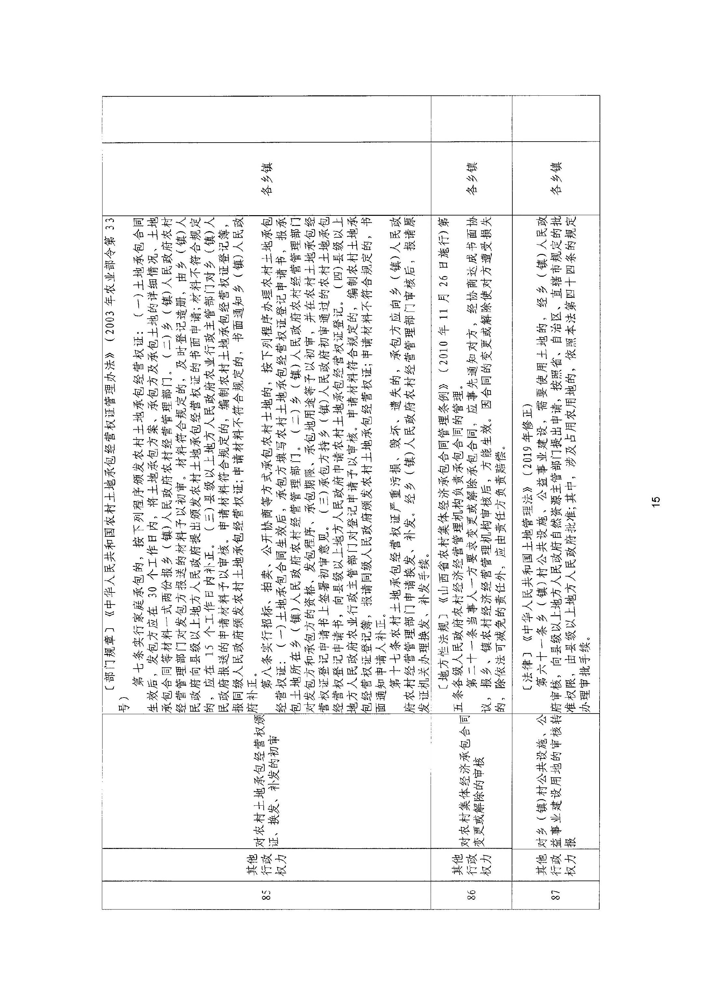 85
其他
行政
权力
对农村土地承包经营权颁
证、换发、补发的初审
〔部门规章〕《中华人民共和国农村土地承包经营权证管理办法》（2003 年农业部令第 33
号）
第七条实行家庭承包的，按下列程序颁发农村土地承包经营权证：（一）土地承包合同
生效后，发包方应在 30 个工作日内，将土地承包方案、承包方及承包土地的详细情况、土地
承包合同等材料一式两份报乡（镇）人民政府农村经营管理部门。（二）乡（镇）人民政府农村
经营管理部门对发包方报送的材料予以初审。材料符合规定的，及时登记造册，由乡（镇）人
民政府向县级以上地方人民政府提出颁发农村土地承包经营权证的书面申请；材料不符合规定
的，应在 15 个工作日内补正。（三）县级以上地方人民政府农业行政主管部门对乡（镇）人
民政府报送的申请材料予以审核。申请材料符合规定的，编制农村土地承包经营权证登记簿，
报同级人民政府颁发农村土地承包经营权证；申请材料不符合规定的，书面通知乡（镇）人民政
府补正。
第八条实行招标、拍卖、公开协商等方式承包农村土地的，按下列程序办理农村土地承包
经营权证：（一）土地承包合同生效后，承包方填写农村土地承包经营权证登记申请书，报承
包土地所在乡（镇）人民政府农村经营管理部门。（二）乡（镇）人民政府农村经营管理部门
对发包方和承包方的资格、发包程序、承包期限、承包地用途等予以初审，并在农村土地承包经
营权证登记申请书上签署初审意见。（三）承包方持乡（镇）人民政府初审通过的农村土地承包
经营权登记申请书，向县级以上地方人民政府申请农村土地承包经营权证登记。（四）县级以上
地方人民政府农业行政主管部门对登记申请予以审核。申请材料符合规定的，编制农村土地承
包经营权证登记簿，报请同级人民政府颁发农村土地承包经营权证；申请材料不符合规定的，书
面通知申请人补正。
第十七条农村土地承包经营权证严重污损、毁坏、遗失的，承包方应向乡（镇）人民政
府农村经营管理部门申请换发、补发。经乡（镇）人民政府农村经营管理部门审核后，报请原
发证机关办理换发、补发手续。
各乡镇
86
其他
行政
权力
对农村集体经济承包合同
变更或解除的审核
〔地方性法规〕《山西省农村集体经济承包合同管理条例》（2010 年 11 月 26 日施行）第
五条各级人民政府农村经济经营管理机构负责承包合同的管理。
第二十一条当事人一方要求变更或解除承包合同，应事先通知对方，经协商达成书面协
议，报乡、镇农村经济经营管理机构审核后，方能生效。因合同的变更或解除使对方遭受损失
的，除依法可减免的责任外，应由责任方负责赔偿。
各乡镇
87
其他
行政
权力
对乡（镇）村公共设施、公
益事业建设用地的审核转
报
〔法律〕《中华人民共和国土地管理法》（2019 年修正）
第六十一条乡（镇）村公共设施、公益事业建设，需要使用土地的，经乡（镇）人民政
府审核，向县级以上地方人民政府自然资源主管部门提出申请，按照省、自治区、直辖市规定的批
准权限，由县级以上地方人民政府批准；其中，涉及占用农用地的，依照本法第四十四条的规定
办理审批手续。
各乡镇
15